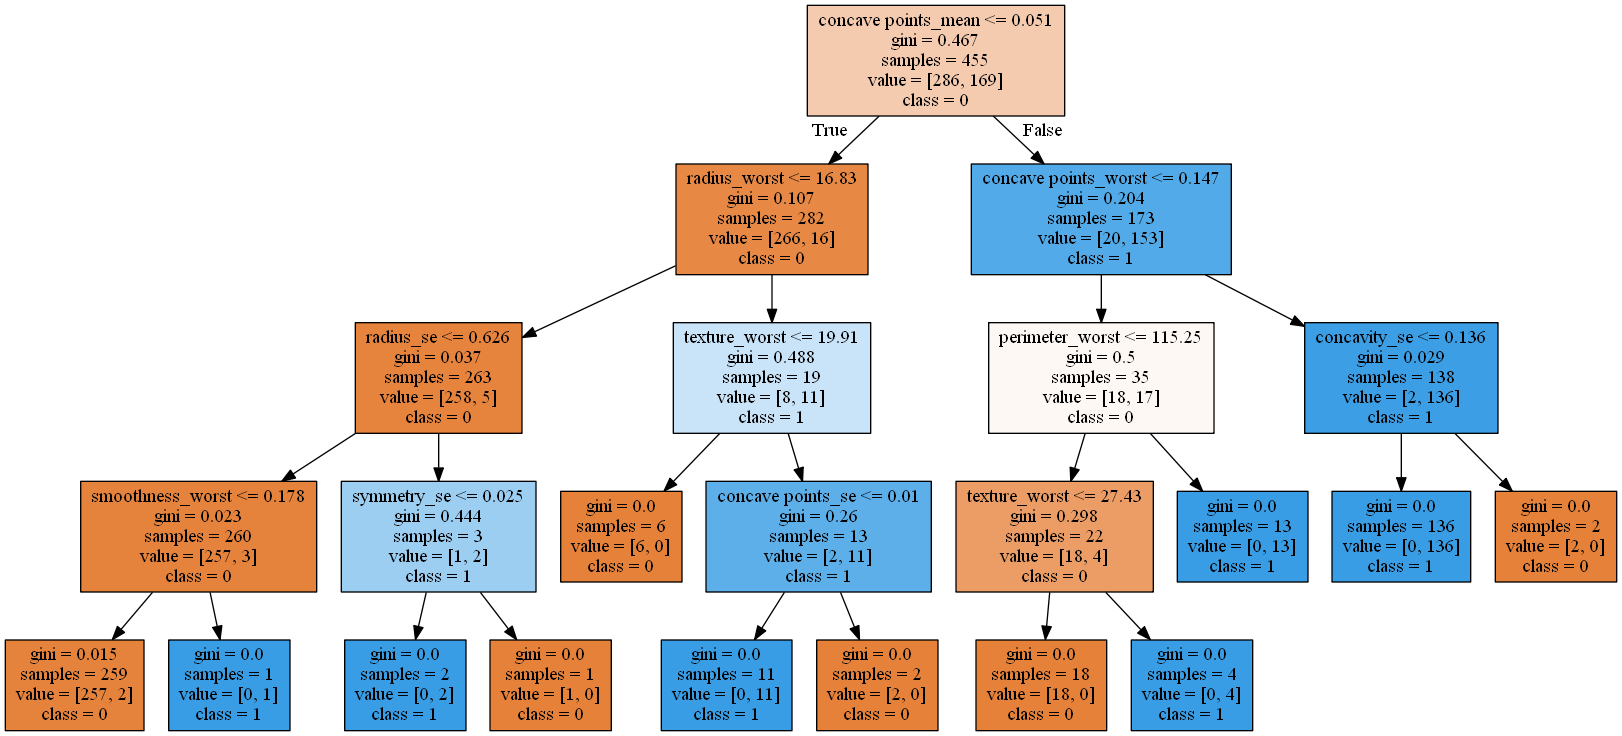 concave points_mean <= 0.051
gini = 0.467
samples = 455
value = [286, 169]
class = 0
True
False
radius_worst <= 16.83
gini = 0.107
samples = 282
value = [266, 16]
class = 0
concave points_worst <= 0.147
gini = 0.204
samples = 173
value = [20, 153]
class = 1
radius_se <= 0.626
gini = 0.037
samples = 263
value = [258, 5]
class = 0
texture_worst <= 19.91
gini = 0.488
samples = 19
value = [8, 11]
class = 1
perimeter_worst <= 115.25
gini = 0.5
samples = 35
value = [18, 17]
class = 0
concavity_se <= 0.136
gini = 0.029
samples = 138
value = [2, 136]
class = 1
smoothness_worst <= 0.178
gini = 0.023
samples = 260
value = [257, 3]
class = 0
symmetry_se <= 0.025
gini = 0.444
samples = 3
value = [1, 2]
class = 1
gini = 0.0
samples = 6
value = [6, 0]
class = 0
concave points_se <= 0.01
gini = 0.26
samples = 13
value = [2, 11]
class = 1
texture_worst <= 27.43
gini = 0.298
samples = 22
value = [18, 4]
class = 0
gini = 0.0
samples = 13
value = [0, 13]
class = 1
gini = 0.0
samples = 136
value = [0, 136]
class = 1
gini = 0.0
samples = 2
value = [2, 0]
class = 0
gini = 0.015
samples = 259
value = [257, 2]
class = 0
gini = 0.0
samples = 1
value = [0, 1]
class = 1
gini = 0.0
samples = 2
value = [0, 2]
class = 1
gini = 0.0
samples = 1
value = [1, 0]
class = 0
gini = 0.0
samples = 11
value = [0, 11]
class = 1
gini = 0.0
samples = 2
value = [2, 0]
class = 0
gini = 0.0
samples = 18
value = [18, 0]
class = 0
gini = 0.0
samples = 4
value = [0, 4]
class = 1